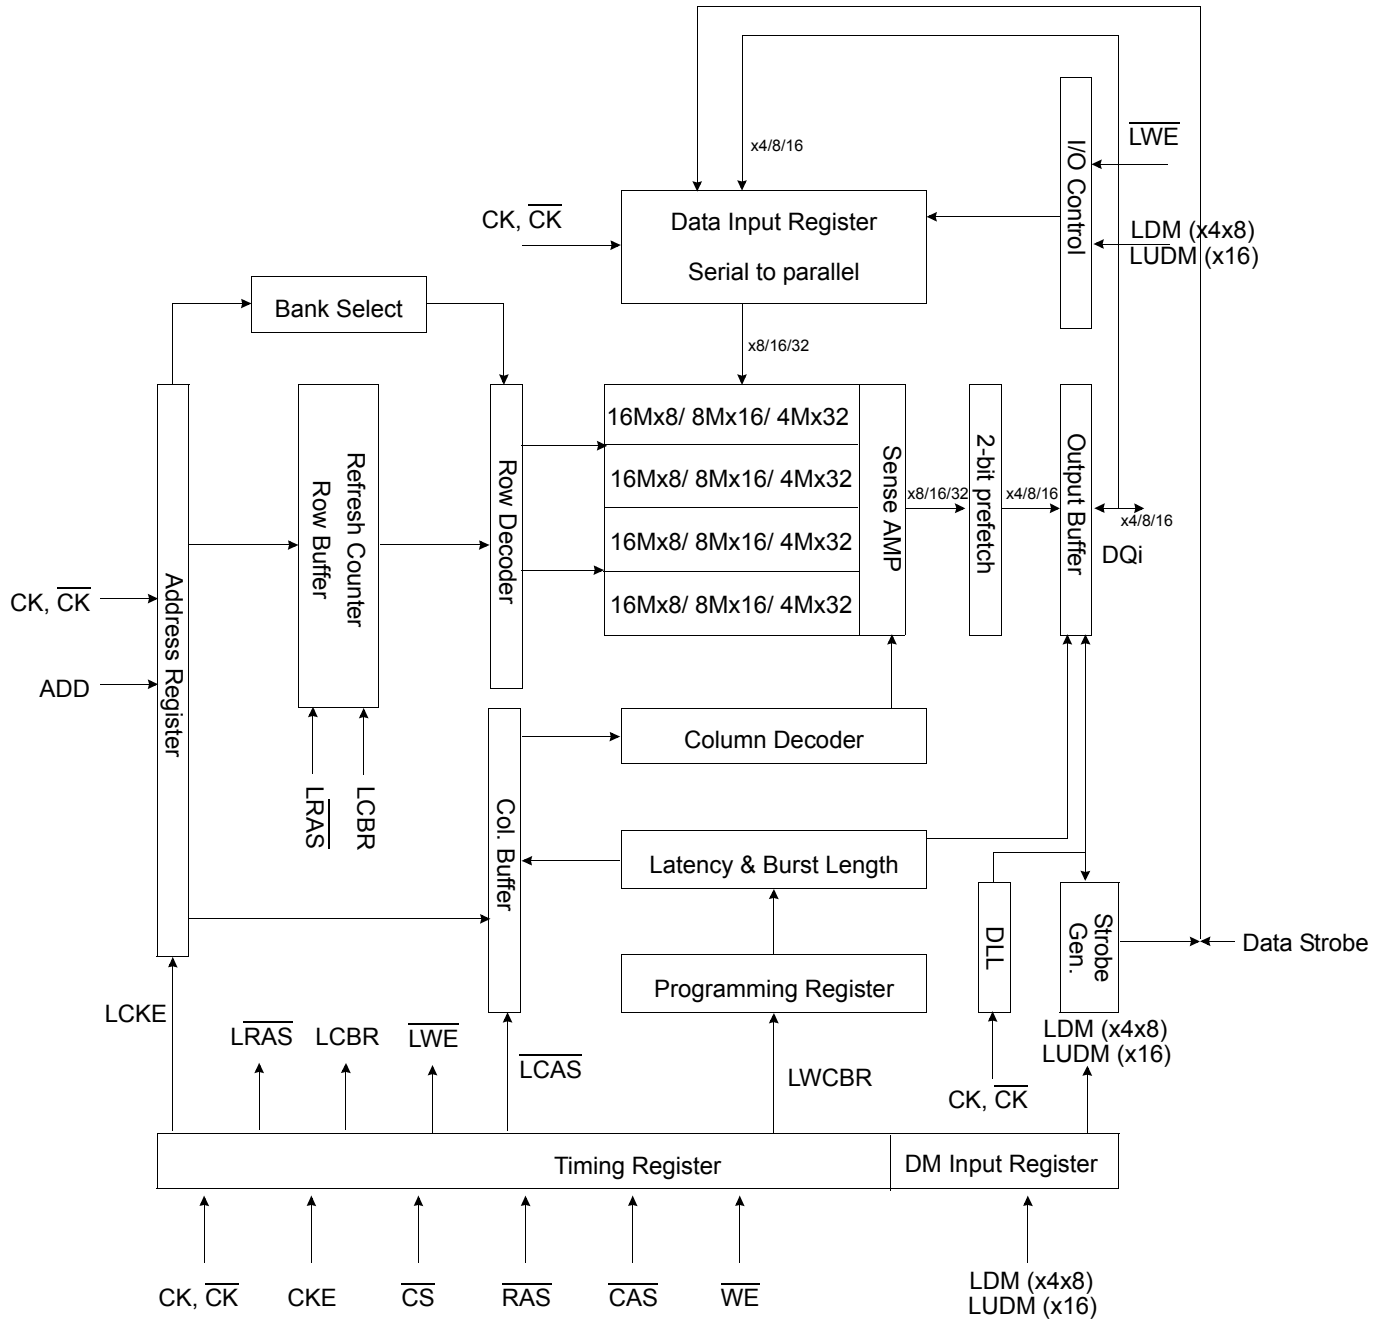 x4/8/16
LWE
I/O Control
CK, CK
Data Input Register
Serial to parallel
LDM (x4x8)
LUDM (x16)
Bank Select
x8/16/32
Address Register
Refresh Counter
Row Buffer
Row Decoder
16Mx8/ 8Mx16/ 4Mx32
16Mx8/ 8Mx16/ 4Mx32
16Mx8/ 8Mx16/ 4Mx32
16Mx8/ 8Mx16/ 4Mx32
Sense AMP
x8/16/32
2-bit prefetch
x4/8/16
Output Buffer
x4/8/16
DQi
CK, CK
ADD
LRAS
LCBR
Col. Buffer
Column Decoder
Latency & Burst Length
Programming Register
DLL
Strobe
Gen.
Data Strobe
LCKE
LRAS
LCBR
LWE
LCAS
LWCBR
CK, CK
LDM (x4x8)
LUDM (x16)
Timing Register
DM Input Register
CK, CK
CKE
CS
RAS
CAS
WE
LDM (x4x8)
LUDM (x16)